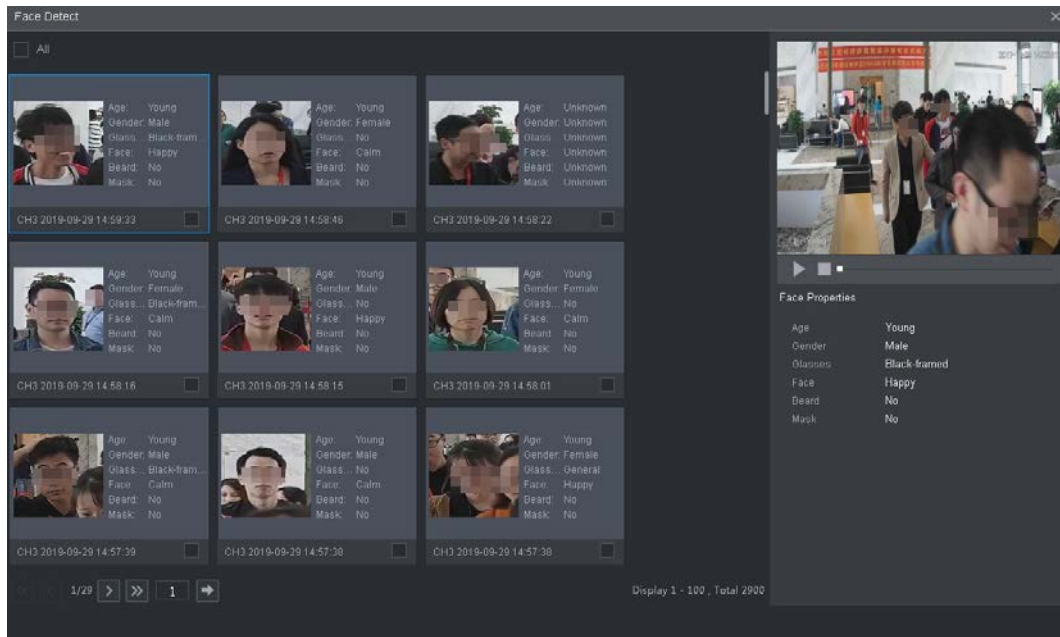 Face Detect
All
Age: Young
Gender: Male
Glass... Black-fram...
Face: Happy
Beard: No
Mask: No
CH3 2019-09-29 14:59:33
Age: Young
Gender: Female
Glass... No
Face: Calm
Beard: No
Mask: No
CH3 2019-09-29 14:58:46
Age: Unknown
Gender: Unknown
Glass... Unknown
Face: Unknown
Beard: Unknown
Mask: Unknown
CH3 2019-09-29 14:58:22
Age: Young
Gender: Female
Glass... Black-fram...
Face: Calm
Beard: No
Mask: No
CH3 2019-09-29 14:58:16
Age: Young
Gender: Male
Glass... No
Face: Happy
Beard: No
Mask: No
CH3 2019-09-29 14:58:15
Age: Young
Gender: Female
Glass... No
Face: Calm
Beard: No
Mask: No
CH3 2019-09-29 14:58:01
Age: Young
Gender: Male
Glass... Black-fram...
Face: Calm
Beard: No
Mask: No
CH3 2019-09-29 14:57:39
Age: Young
Gender: Male
Glass... No
Face: Calm
Beard: No
Mask: No
CH3 2019-09-29 14:57:38
Age: Young
Gender: Female
Glass... General
Face: Happy
Beard: No
Mask: No
CH3 2019-09-29 14:57:38
1/29
1
Display 1 - 100 , Total 2900
Face Properties
Age Young
Gender Male
Glasses Black-framed
Face Happy
Beard No
Mask No